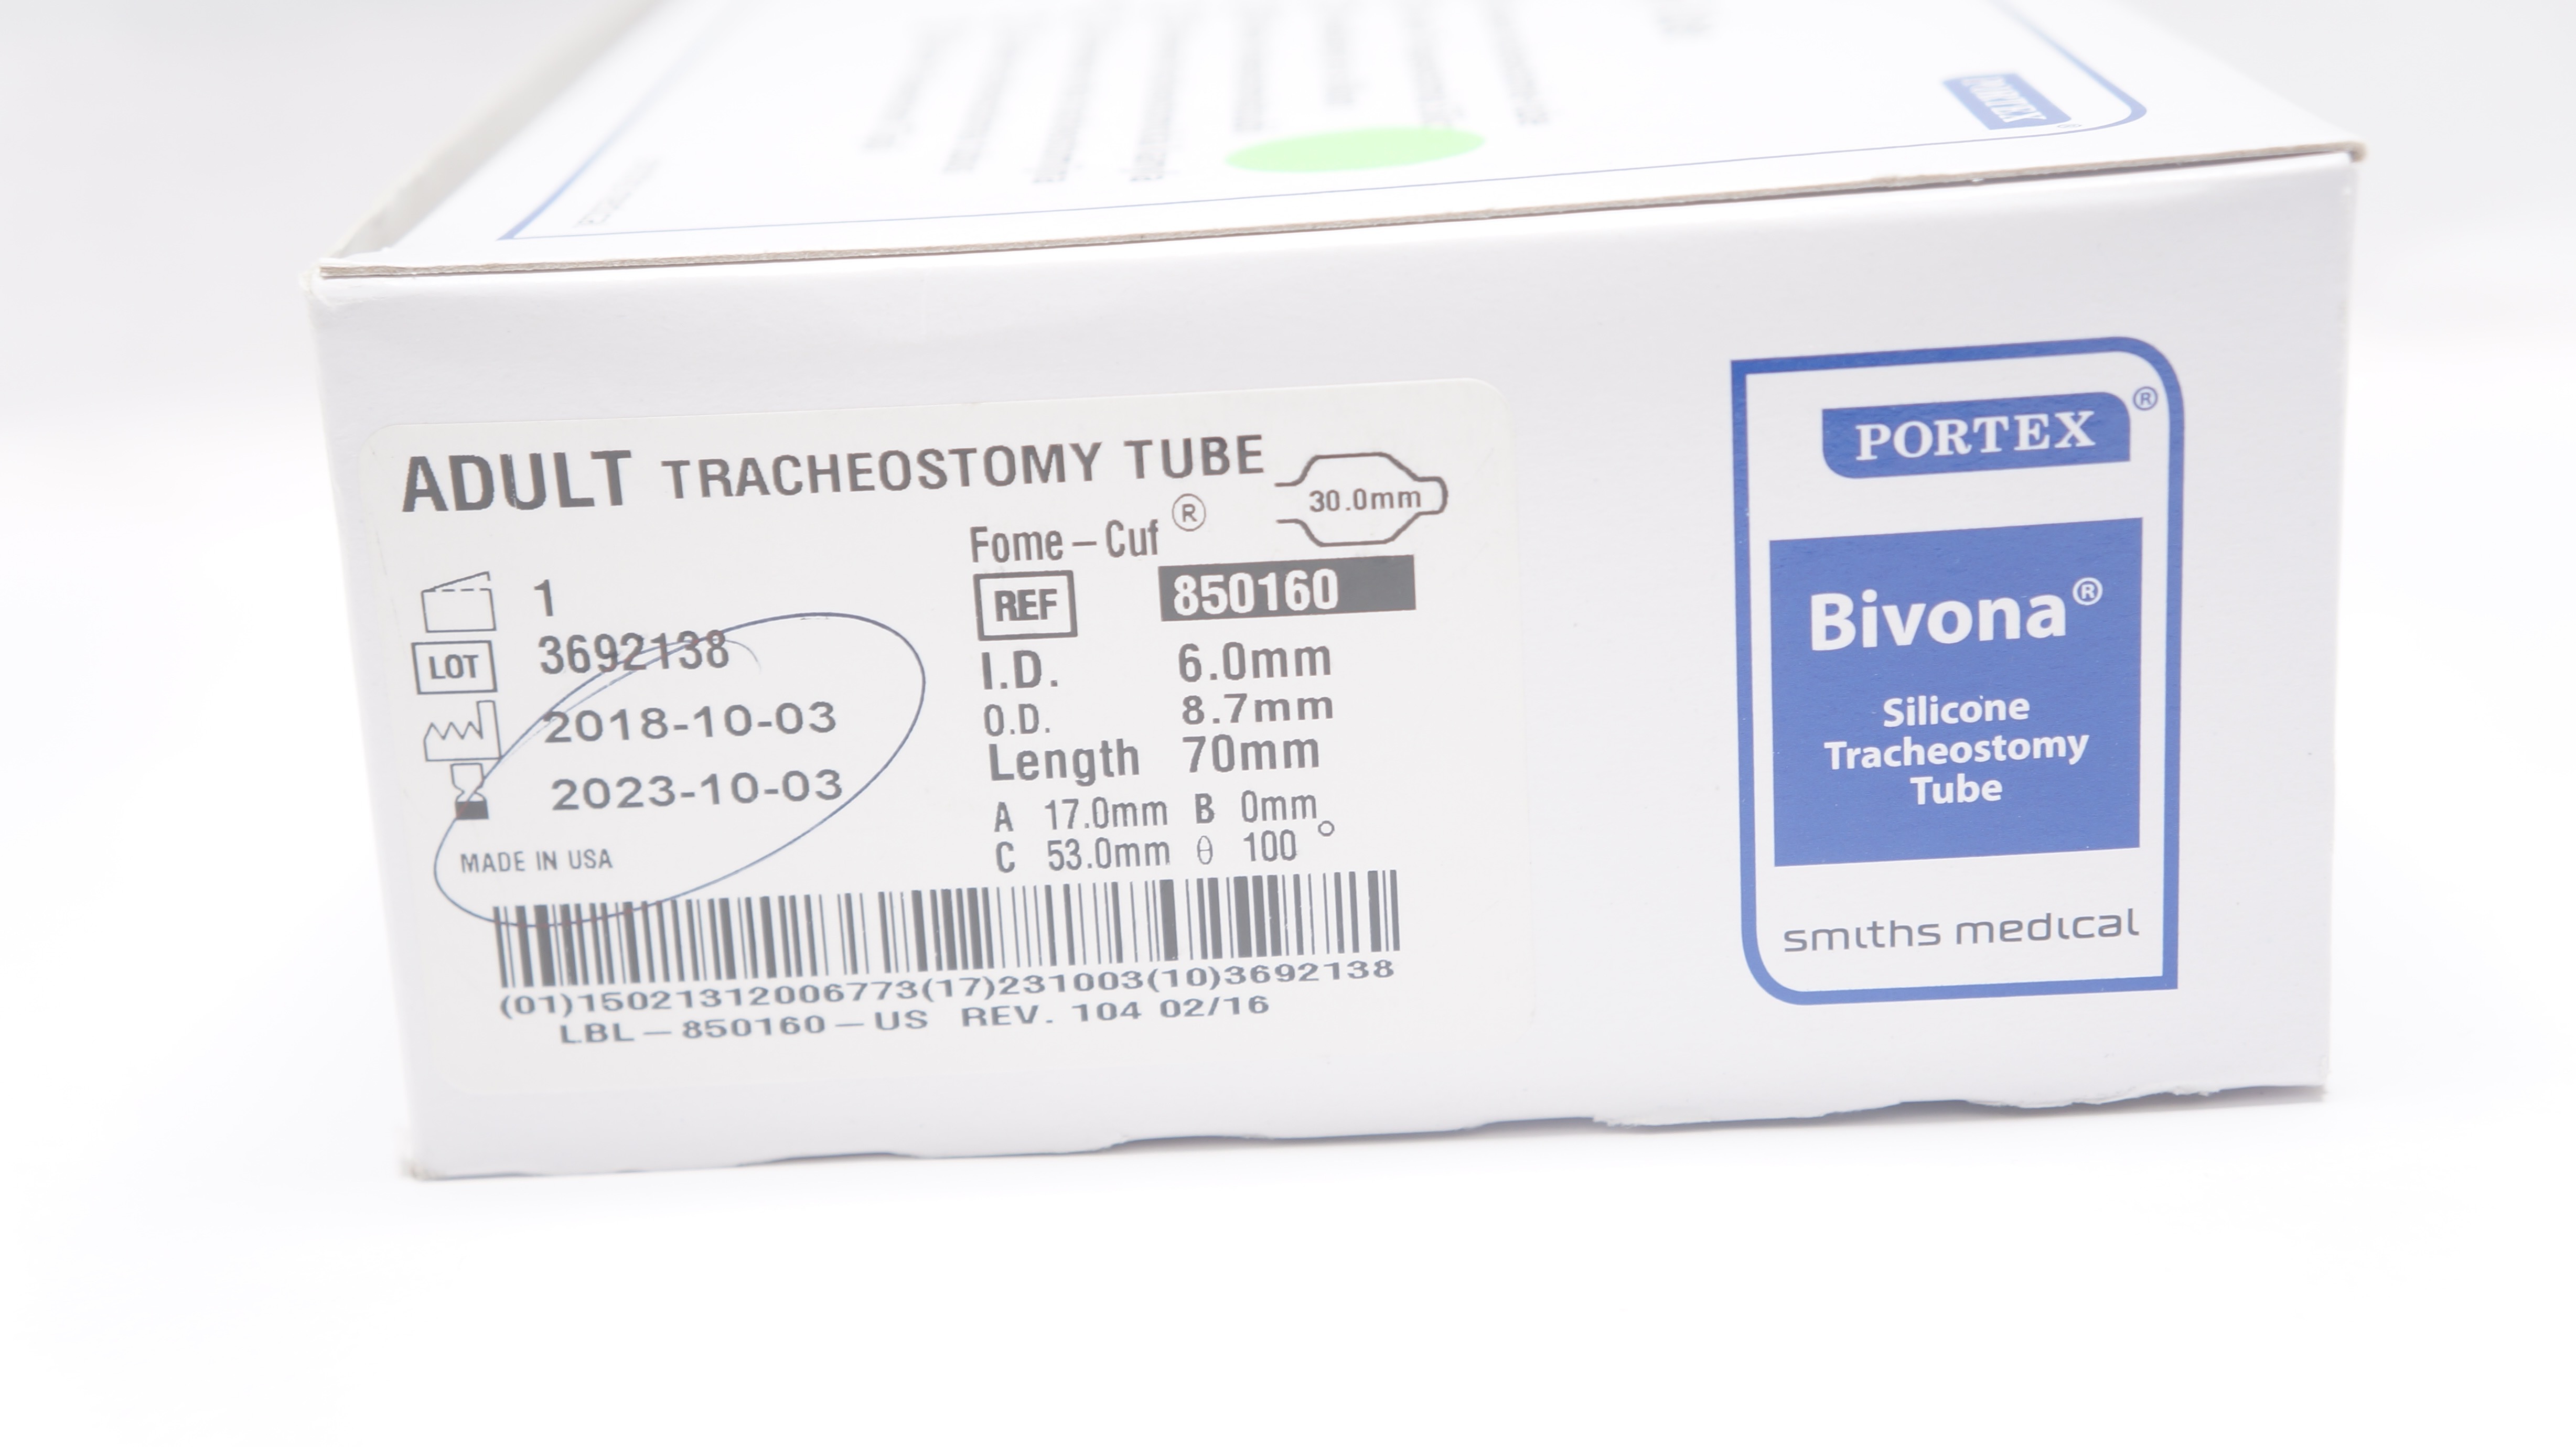 PORTEX
ADULT TRACHEOSTOMY TUBE
30.0mm
Fome-Cuf®
1
REF 850160
LOT 3692138
I.D. 6.0mm
2018-10-03
O.D. 8.7mm
Length 70mm
2023-10-03
A 17.0mm B 0mm
C 53.0mm θ 100°
MADE IN USA
(01)15021312006773(17)231003(10)3692138
LBL-850160-US REV. 104 02/16
PORTEX®
Bivona®
Silicone
Tracheostomy
Tube
smiths medical